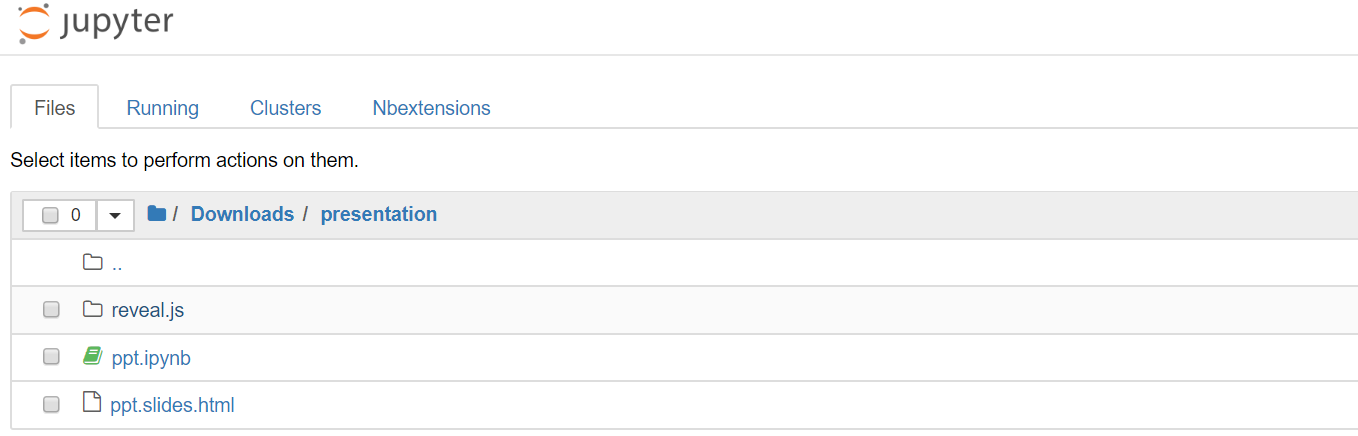 jupyter
Files Running Clusters Nbextensions
Select items to perform actions on them.
0 / Downloads / presentation
..
reveal.js
ppt.ipynb
ppt.slides.html